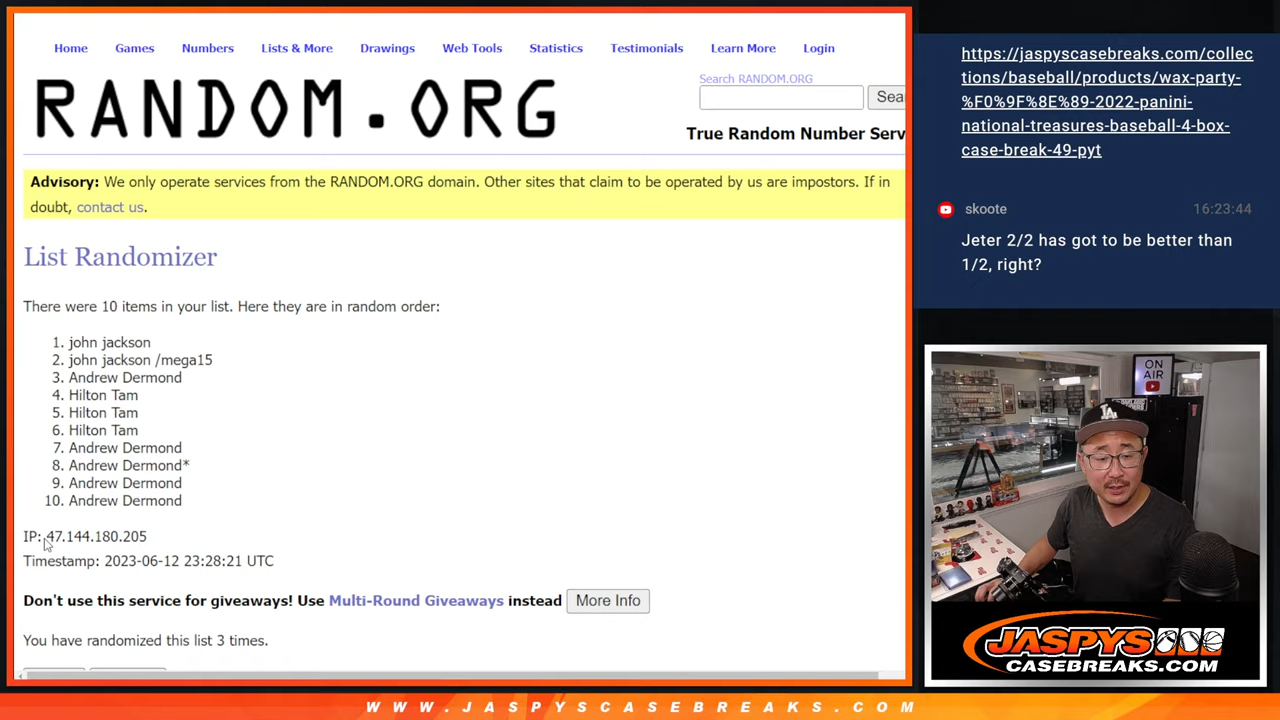 Home Games Numbers Lists & More Drawings Web Tools Statistics Testimonials Learn More Login
Search RANDOM.ORG
RANDOM.ORG
Sea
True Random Number Serv
Advisory: We only operate services from the RANDOM.ORG domain. Other sites that claim to be operated by us are impostors. If in
doubt, contact us.
List Randomizer
There were 10 items in your list. Here they are in random order:
1. john jackson
2. john jackson /mega15
3. Andrew Dermond
4. Hilton Tam
5. Hilton Tam
6. Hilton Tam
7. Andrew Dermond
8. Andrew Dermond*
9. Andrew Dermond
10. Andrew Dermond
IP: 47.144.180.205
Timestamp: 2023-06-12 23:28:21 UTC
Don't use this service for giveaways! Use Multi-Round Giveaways instead More Info
You have randomized this list 3 times.
https://jaspyscasebreaks.com/collec
tions/baseball/products/wax-party-
%F0%9F%8E%89-2022-panini-
national-treasures-baseball-4-box-
case-break-49-pyt
skoote 16:23:44
Jeter 2/2 has got to be better than
1/2, right?
ON
AIR
LA
JASPYS
CASEBREAKS.COM
WWW.JASPYSCASEBREAKS.COM